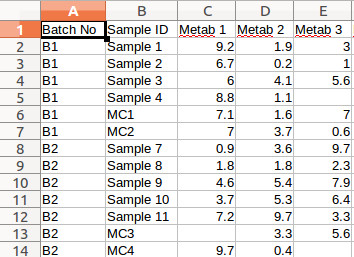 A B C D E
1 Batch No Sample ID Metab 1 Metab 2 Metab 3
2 B1 Sample 1 9.2 1.9 3
3 B1 Sample 2 6.7 0.2 1
4 B1 Sample 3 6 4.1 5.6
5 B1 Sample 4 8.8 1.1
6 B1 MC1 7.1 1.6 7
7 B1 MC2 7 3.7 0.6
8 B2 Sample 7 0.9 3.6 9.7
9 B2 Sample 8 1.8 1.8 2.3
10 B2 Sample 9 4.6 5.4 7.9
11 B2 Sample 10 3.7 5.3 6.4
12 B2 Sample 11 7.2 9.7 3.3
13 B2 MC3 3.3 5.6
14 B2 MC4 9.7 0.4